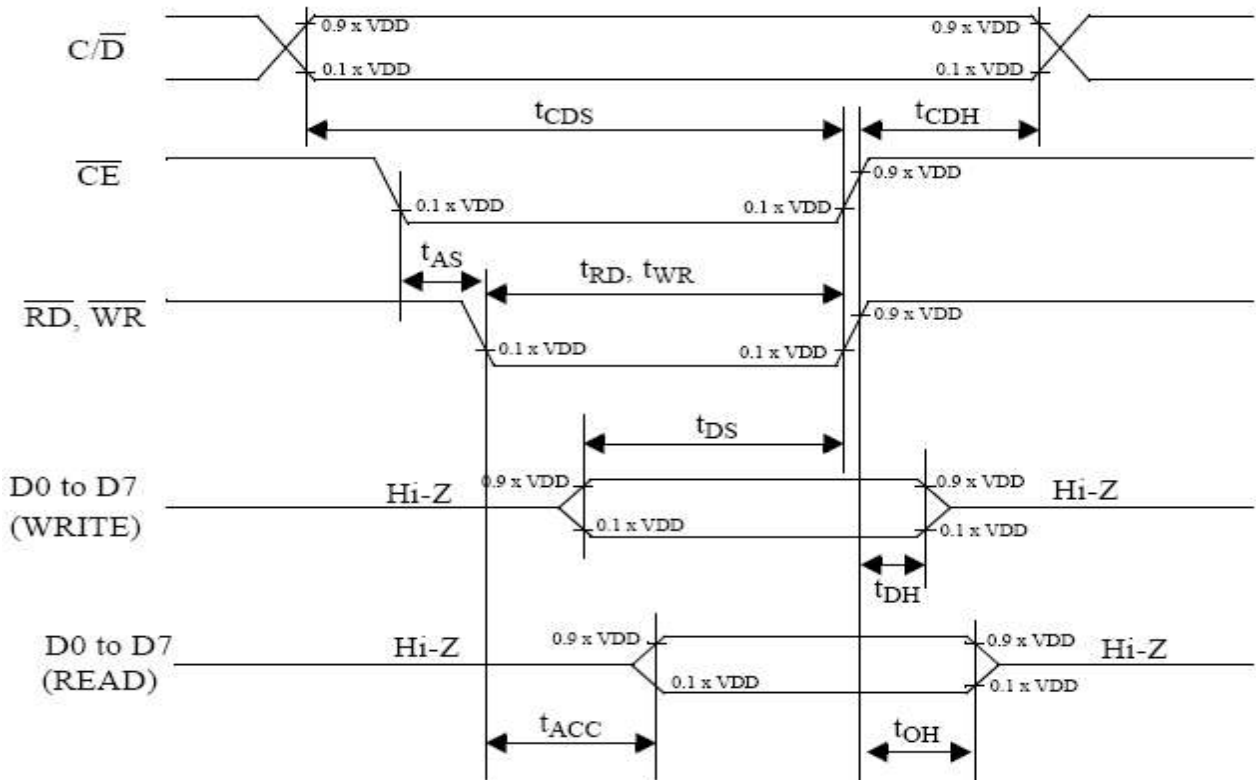 C/D̅
0.9 x VDD
0.9 x VDD
0.1 x VDD
0.1 x VDD
tCDS
tCDH
C̅E̅
0.9 x VDD
0.1 x VDD
0.1 x VDD
tAS
tRD, tWR
R̅D̅, W̅R̅
0.9 x VDD
0.1 x VDD
0.1 x VDD
tDS
D0 to D7
(WRITE)
Hi-Z
0.9 x VDD
0.9 x VDD
Hi-Z
0.1 x VDD
0.1 x VDD
tDH
D0 to D7
(READ)
Hi-Z
0.9 x VDD
0.9 x VDD
Hi-Z
0.1 x VDD
0.1 x VDD
tACC
tOH